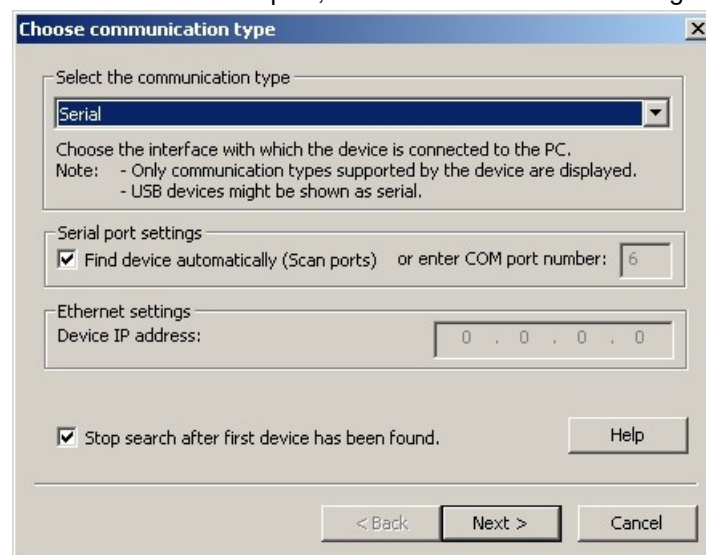 Choose communication type
Select the communication type
Serial
Choose the interface with which the device is connected to the PC.
Note: - Only communication types supported by the device are displayed.
- USB devices might be shown as serial.
Serial port settings
Find device automatically (Scan ports) or enter COM port number: 6
Ethernet settings
Device IP address: 0 . 0 . 0 . 0
Stop search after first device has been found.
Help
< Back Next > Cancel